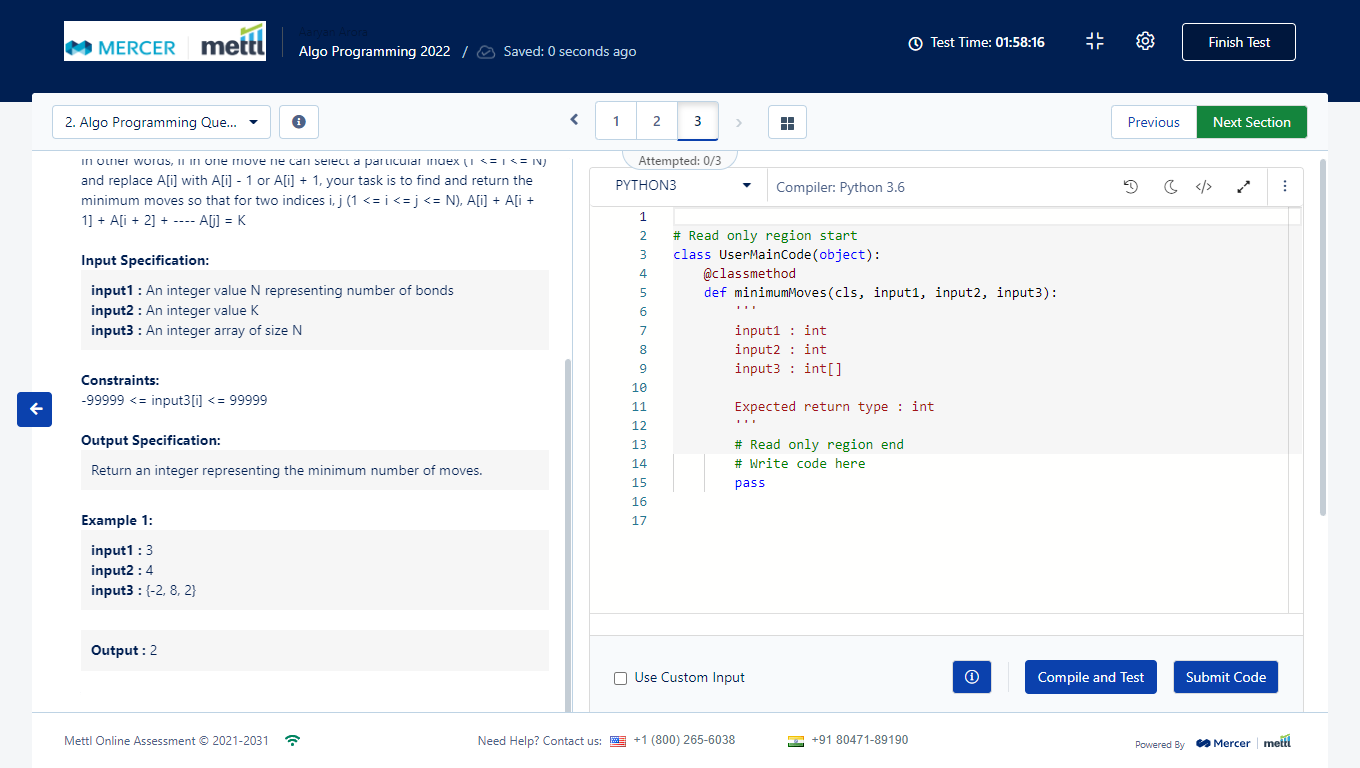 MERCER mettl
Algo Programming 2022 / Saved: 0 seconds ago
Test Time: 01:58:16
Finish Test
2. Algo Programming Que...
1 2 3
Previous
Next Section
Attempted: 0/3
In other words, if in one move he can select a particular index (1 <= i <= N)
and replace A[i] with A[i] - 1 or A[i] + 1, your task is to find and return the
minimum moves so that for two indices i, j (1 <= i <= j <= N), A[i] + A[i +
1] + A[i + 2] + ---- A[j] = K
Input Specification:
input1 : An integer value N representing number of bonds
input2 : An integer value K
input3 : An integer array of size N
Constraints:
-99999 <= input3[i] <= 99999
Output Specification:
Return an integer representing the minimum number of moves.
Example 1:
input1 : 3
input2 : 4
input3 : {-2, 8, 2}
Output : 2
PYTHON3
Compiler: Python 3.6
</>
1
2 # Read only region start
3 class UserMainCode(object):
4 @classmethod
5 def minimumMoves(cls, input1, input2, input3):
6 '''
7 input1 : int
8 input2 : int
9 input3 : int[]
10
11 Expected return type : int
12 '''
13 # Read only region end
14 # Write code here
15 pass
16
17
Use Custom Input
Compile and Test
Submit Code
Mettl Online Assessment © 2021-2031
Need Help? Contact us: +1 (800) 265-6038
+91 80471-89190
Powered By Mercer mettl